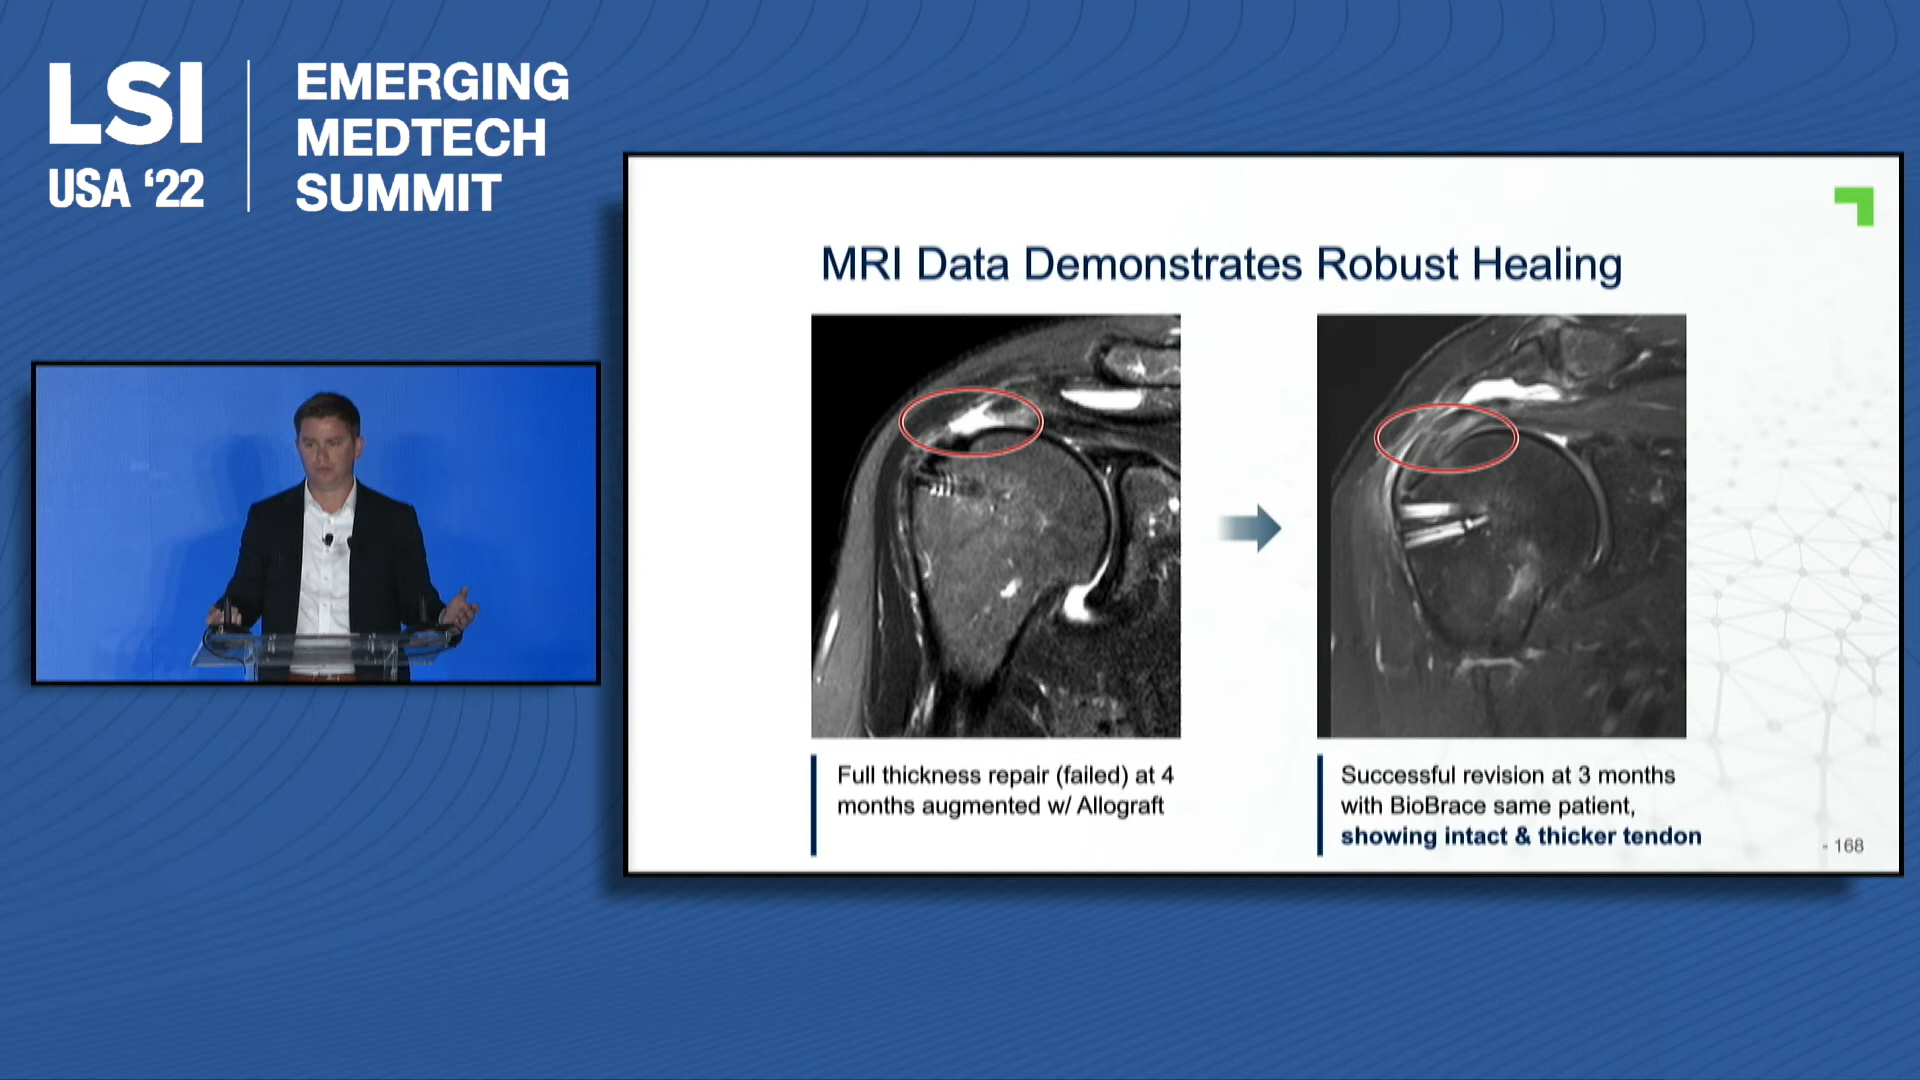 LSI
USA ‘22
EMERGING
MEDTECH
SUMMIT
MRI Data Demonstrates Robust Healing
Full thickness repair (failed) at 4
months augmented w/ Allograft
Successful revision at 3 months
with BioBrace same patient,
showing intact & thicker tendon
- 168